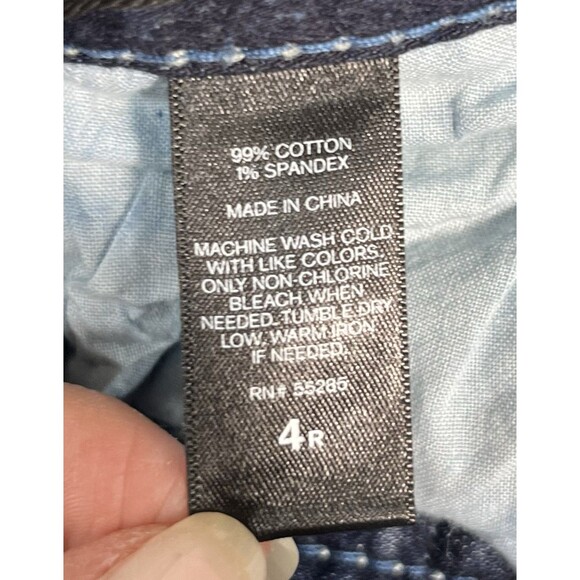 99% COTTON
1% SPANDEX
MADE IN CHINA
MACHINE WASH COLD
WITH LIKE COLORS.
ONLY NON-CHLORINE
BLEACH WHEN
NEEDED. TUMBLE DRY
LOW, WARM IRON
IF NEEDED.
RN# 55285
4R